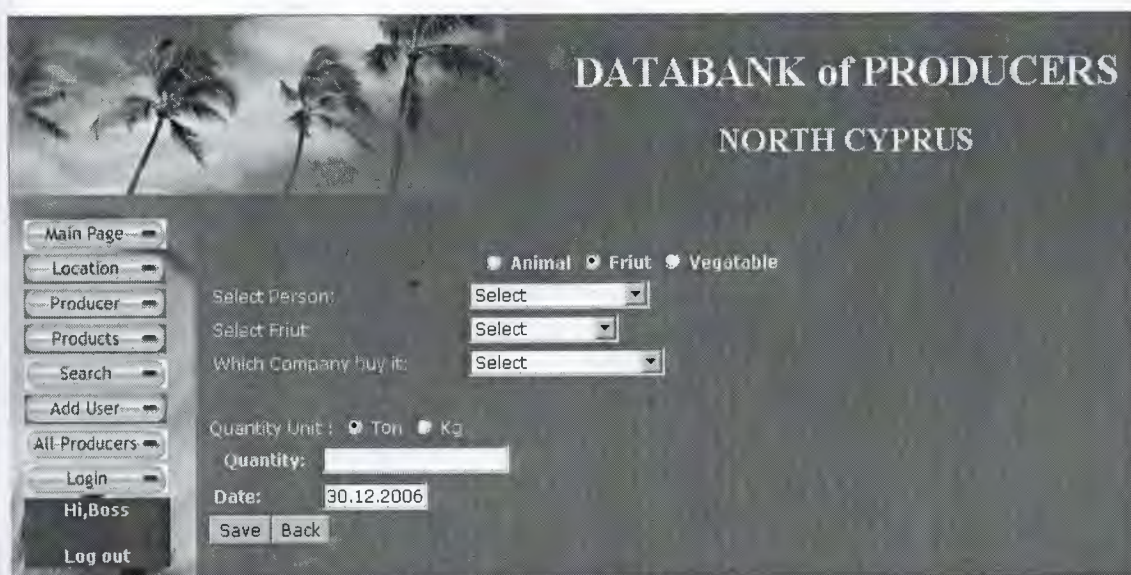 DATABANK of PRODUCERS
NORTH CYPRUS
Main Page
Location
Producer
Products
Search
Add User
All Producers
Login
Hi,Boss
Log out
Animal Friut Vegatable
Select Person: Select
Select Friut Select
Which Company buy it: Select
Quantity Unit : Ton Kg
Quantity:
Date: 30.12.2006
Save Back